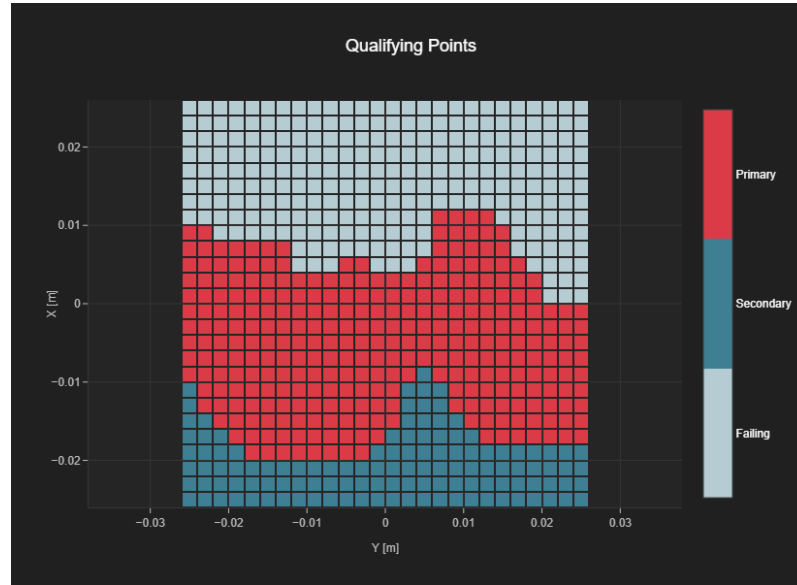 Qualifying Points
0.02
0.01
0
−0.01
−0.02
X [m]
−0.03
−0.02
−0.01
0
0.01
0.02
0.03
Y [m]
Primary
Secondary
Failing